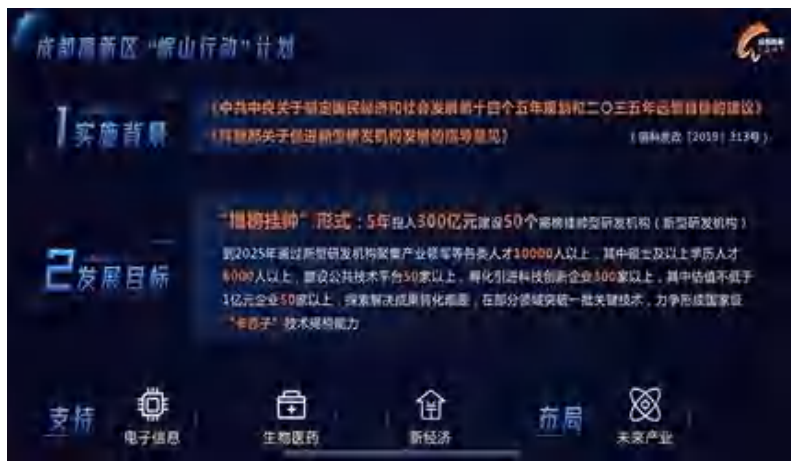 成都高新区“岷山行动”计划
1 实施背景
《中共中央关于制定国民经济和社会发展第十四个五年规划和二〇三五年远景目标的建议》
《科技部关于促进新型研发机构发展的指导意见》
（国科发政〔2019〕313号）
2 发展目标
“揭榜挂帅”形式：5年投入300亿元建设50个揭榜挂帅型研发机构（新型研发机构）
到2025年通过新型研发机构聚集产业领军等各类人才10000人以上，其中硕士及以上学历人才
6000人以上，建设公共技术平台50家以上，孵化引进科技创新企业300家以上，其中估值不低于
1亿元企业50家以上，探索解决成果转化瓶颈，在部分领域突破一批关键技术，力争形成国家级
“卡脖子”技术揭榜能力
支持
电子信息
生物医药
新经济
布局
未来产业